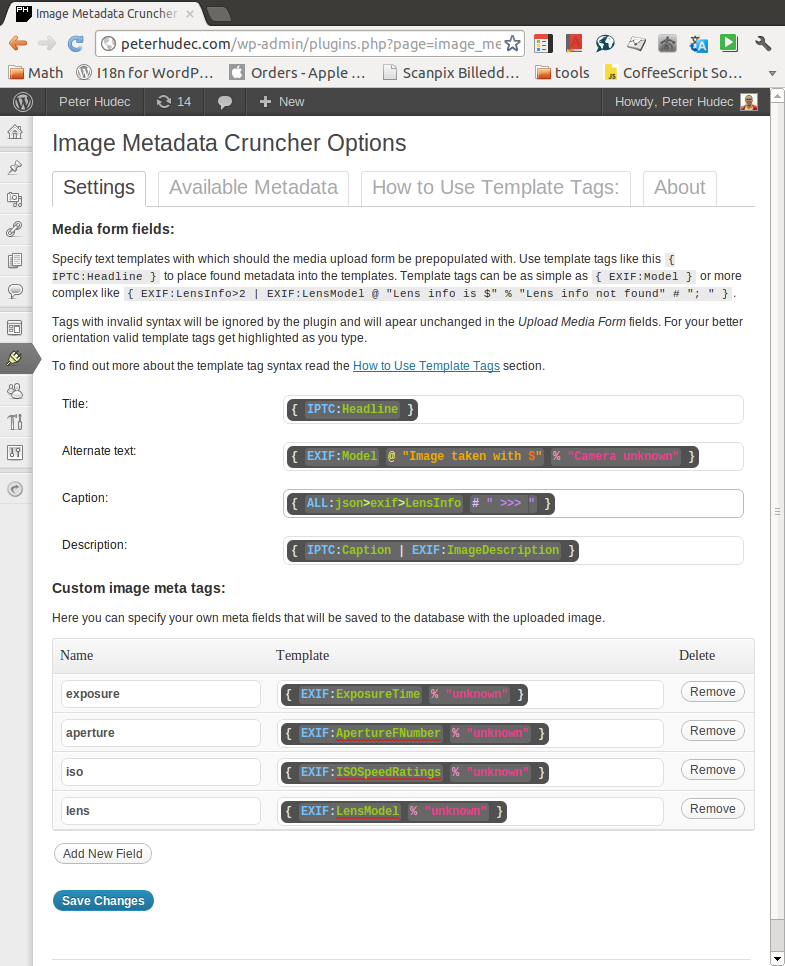 Image Metadata Cruncher
peterhudec.com/wp-admin/plugins.php?page=image_me
Math I18n for WordP... Orders - Apple ... Scanpix Billedd... tools CoffeeScript So...
Peter Hudec 14 + New Howdy, Peter Hudec
Image Metadata Cruncher Options
Settings Available Metadata How to Use Template Tags: About
Media form fields:
Specify text templates with which should the media upload form be prepopulated with. Use template tags like this {
IPTC:Headline } to place found metadata into the templates. Template tags can be as simple as { EXIF:Model } or more
complex like { EXIF:LensInfo>2 | EXIF:LensModel @ "Lens info is $" % "Lens info not found" # "; " } .
Tags with invalid syntax will be ignored by the plugin and will apear unchanged in the Upload Media Form fields. For your better
orientation valid template tags get highlighted as you type.
To find out more about the template tag syntax read the How to Use Template Tags section.
Title: { IPTC:Headline }
Alternate text: { EXIF:Model @ "Image taken with $" % "Camera unknown" }
Caption: { ALL:json>exif>LensInfo # " >>> " }
Description: { IPTC:Caption | EXIF:ImageDescription }
Custom image meta tags:
Here you can specify your own meta fields that will be saved to the database with the uploaded image.
Name Template Delete
exposure { EXIF:ExposureTime % "unknown" } Remove
aperture { EXIF:ApertureFNumber % "unknown" } Remove
iso { EXIF:ISOSpeedRatings % "unknown" } Remove
lens { EXIF:LensModel % "unknown" } Remove
Add New Field
Save Changes